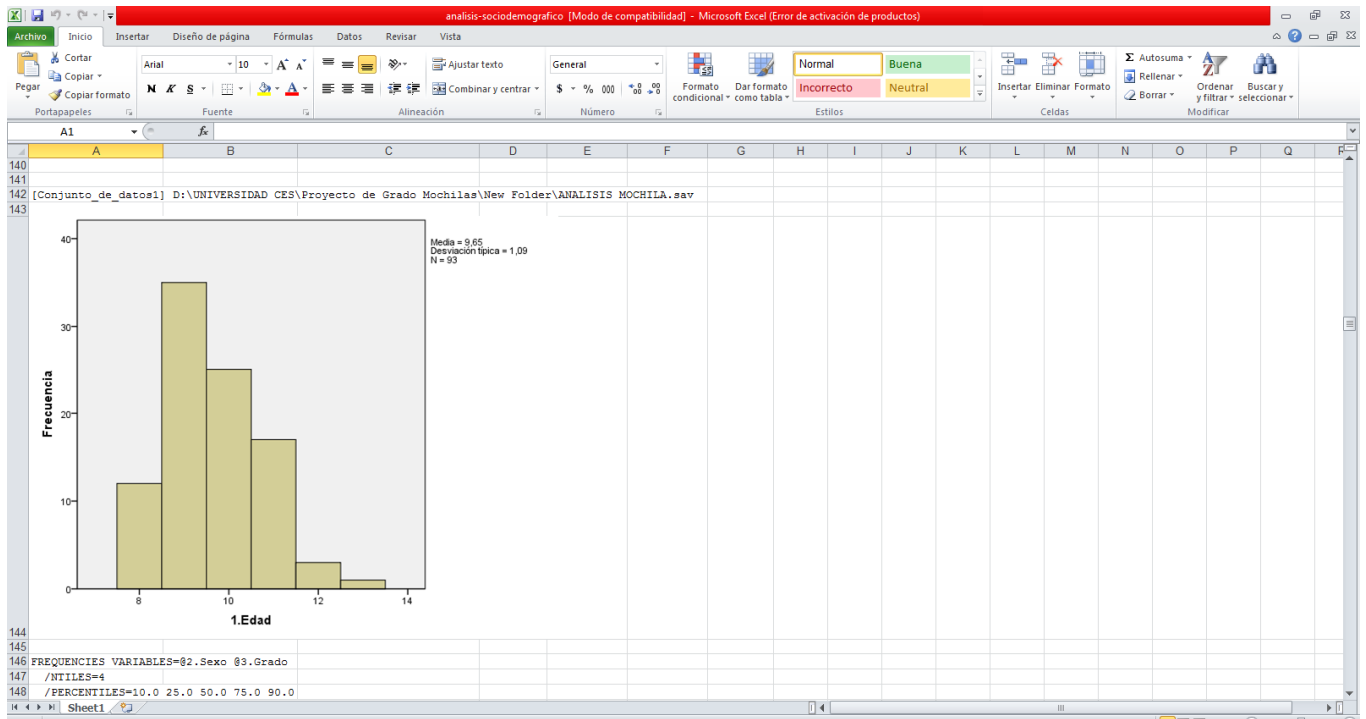 analisis-sociodemografico [Modo de compatibilidad] - Microsoft Excel (Error de activación de productos)
Archivo Inicio Insertar Diseño de página Fórmulas Datos Revisar Vista
Pegar
Cortar
Copiar
Copiar formato
Portapapeles
Arial 10
N K S
Fuente
Ajustar texto
Combinar y centrar
Alineación
General
$ % 000
Número
Formato condicional
Dar formato como tabla
Normal Buena
Incorrecto Neutral
Estilos
Insertar Eliminar Formato
Celdas
Autosuma
Rellenar
Borrar
Ordenar y filtrar
Buscar y seleccionar
Modificar
A1 fx
A B C D E F G H I J K L M N O P Q R
140
141
142 [Conjunto_de_datos1] D:\UNIVERSIDAD CES\Proyecto de Grado Mochilas\New Folder\ANALISIS MOCHILA.sav
143
Media = 9,65
Desviación típica = 1,09
N = 93
40
30
20
10
0
Frecuencia
8 10 12 14
1.Edad
144
145
146 FREQUENCIES VARIABLES=@2.Sexo @3.Grado
147 /NTILES=4
148 /PERCENTILES=10.0 25.0 50.0 75.0 90.0
Sheet1